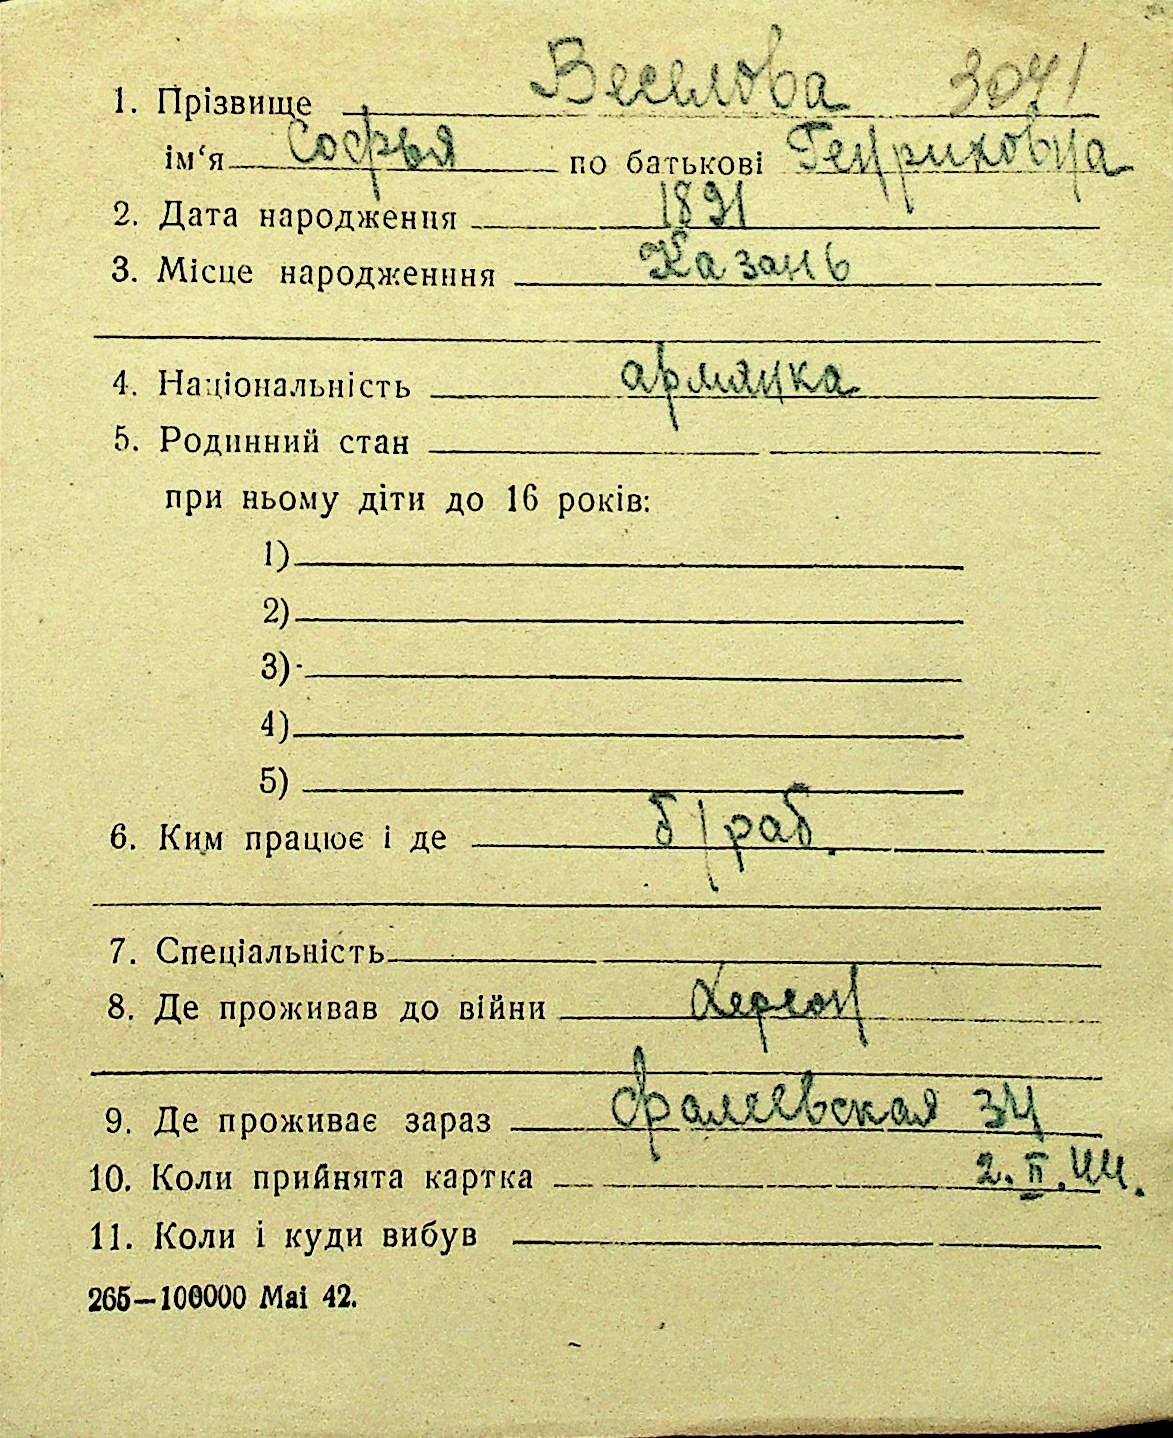 1. Прізвище Веселова 3041
ім‘я Софья по батькові Генриховна
2. Дата народження 1891
3. Місце народженння Казань
4. Національність армянка
5. Родинний стан
при ньому діти до 16 років:
1)
2)
3)
4)
5)
6. Ким працює і де б/раб.
7. Спеціальність
8. Де проживав до війни Херсон
9. Де проживає зараз Фалеевская 34
10. Коли прийнята картка 2.II.44.
11. Коли і куди вибув
265—100000 Mai 42.